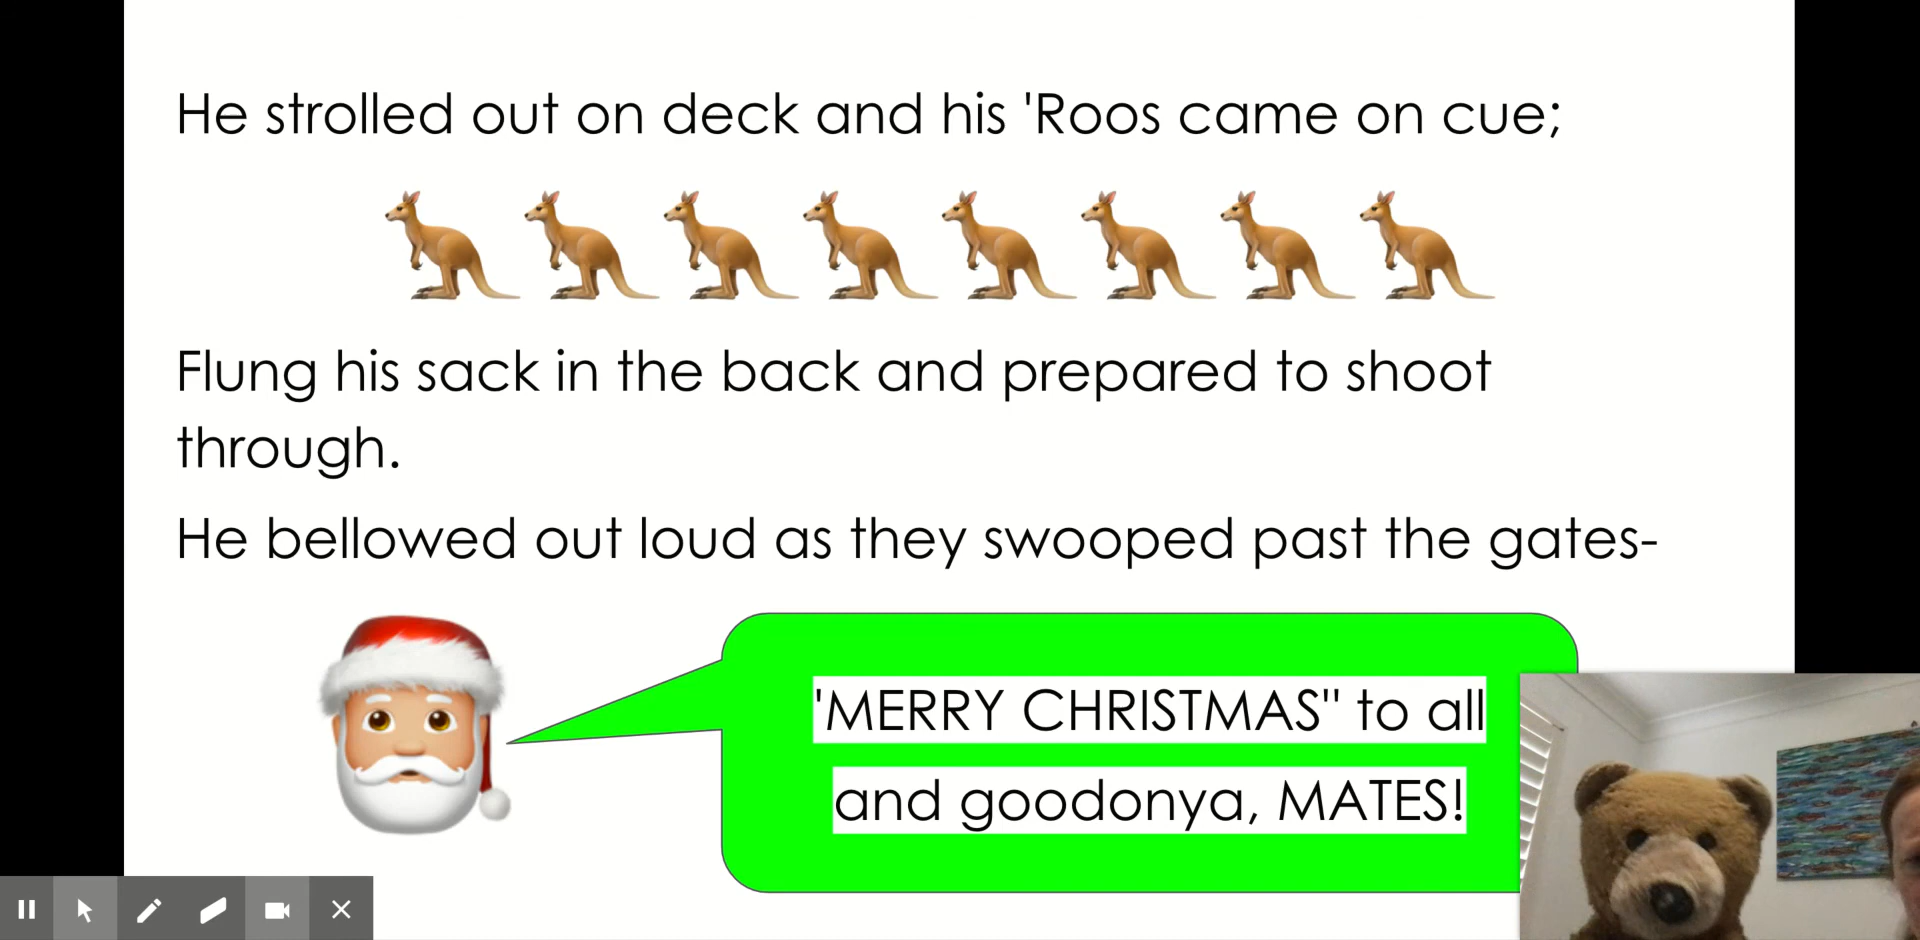 He strolled out on deck and his 'Roos came on cue;
Flung his sack in the back and prepared to shoot
through.
He bellowed out loud as they swooped past the gates-
'MERRY CHRISTMAS" to all
and goodonya, MATES!